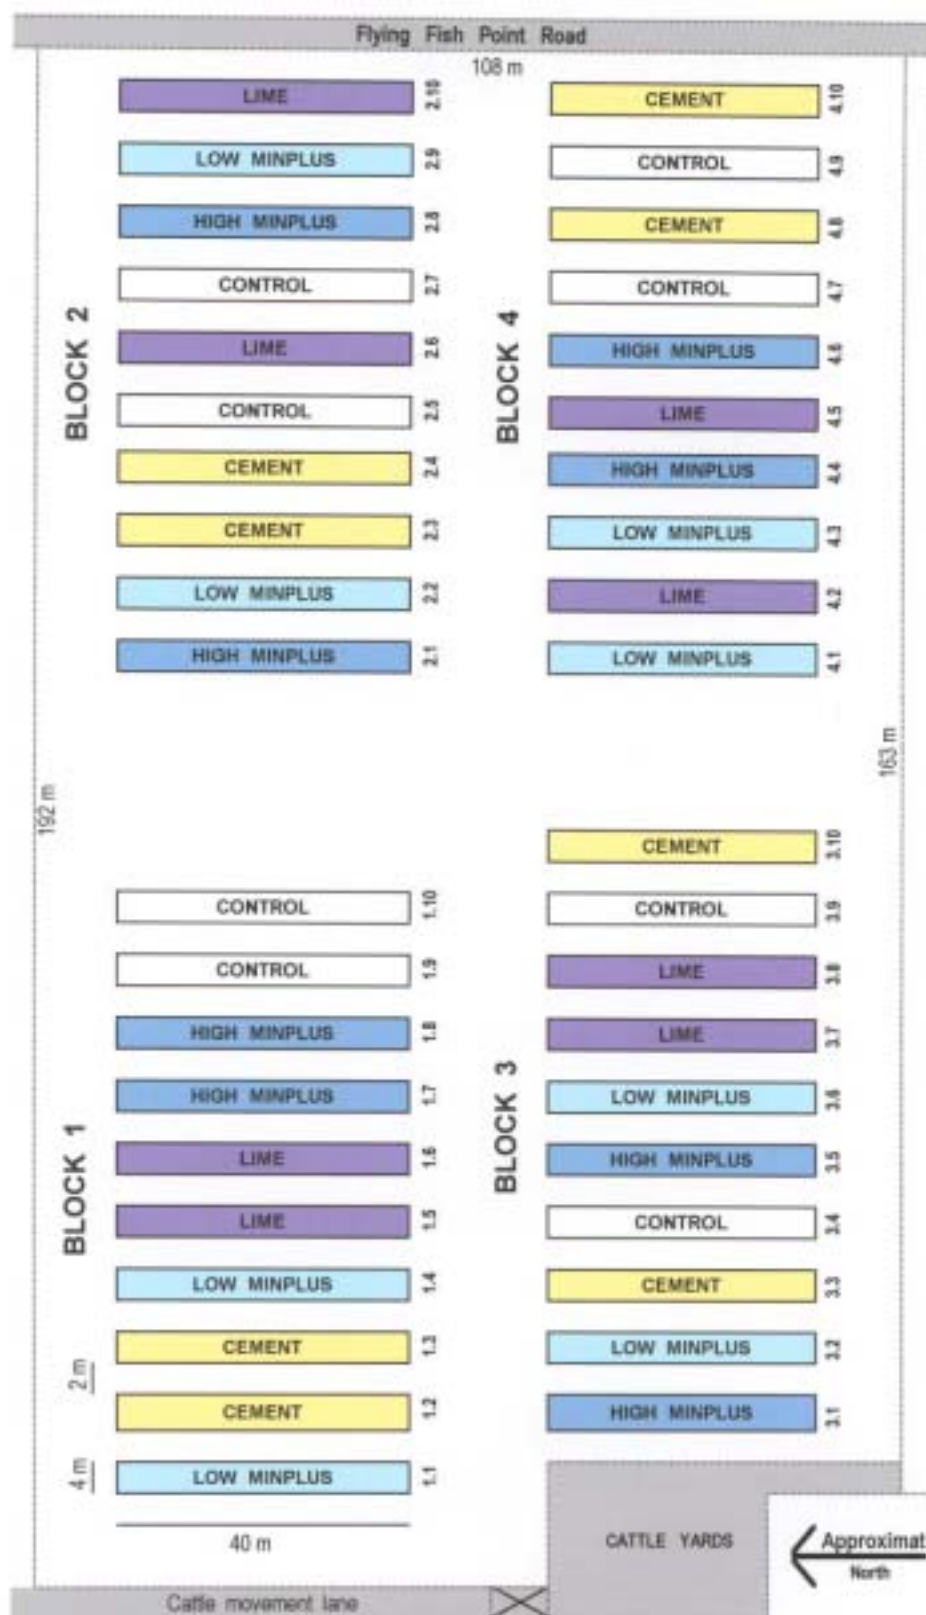 Flying Fish Point Road
108 m
BLOCK 2
LIME 2.10
LOW MINPLUS 2.9
HIGH MINPLUS 2.8
CONTROL 2.7
LIME 2.6
CONTROL 2.5
CEMENT 2.4
CEMENT 2.3
LOW MINPLUS 2.2
HIGH MINPLUS 2.1
BLOCK 4
CEMENT 4.10
CONTROL 4.9
CEMENT 4.8
CONTROL 4.7
HIGH MINPLUS 4.6
LIME 4.5
HIGH MINPLUS 4.4
LOW MINPLUS 4.3
LIME 4.2
LOW MINPLUS 4.1
192 m
163 m
BLOCK 1
CONTROL 1.10
CONTROL 1.9
HIGH MINPLUS 1.8
HIGH MINPLUS 1.7
LIME 1.6
LIME 1.5
LOW MINPLUS 1.4
CEMENT 1.3
2 m
CEMENT 1.2
4 m
LOW MINPLUS 1.1
40 m
BLOCK 3
CEMENT 3.10
CONTROL 3.9
LIME 3.8
LIME 3.7
LOW MINPLUS 3.6
HIGH MINPLUS 3.5
CONTROL 3.4
CEMENT 3.3
LOW MINPLUS 3.2
HIGH MINPLUS 3.1
CATTLE YARDS
Approximat
North
Cattle movement lane